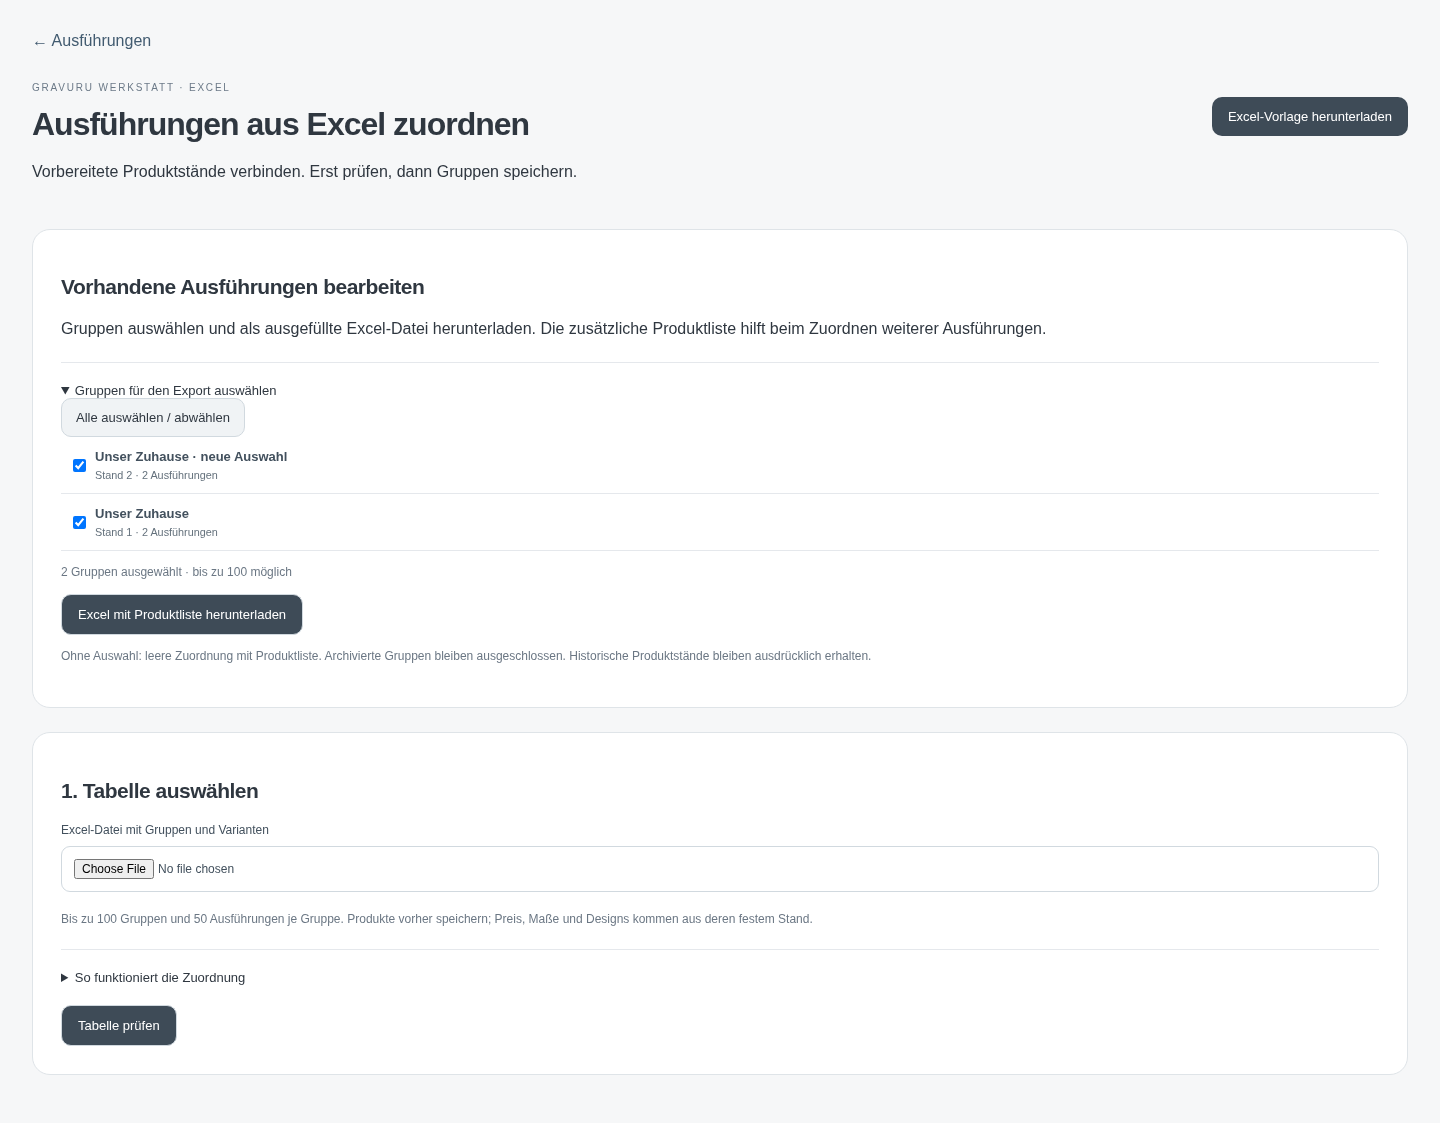 ← Ausführungen
GRAVURU WERKSTATT · EXCEL
Ausführungen aus Excel zuordnen
Excel-Vorlage herunterladen
Vorbereitete Produktstände verbinden. Erst prüfen, dann Gruppen speichern.
Vorhandene Ausführungen bearbeiten
Gruppen auswählen und als ausgefüllte Excel-Datei herunterladen. Die zusätzliche Produktliste hilft beim Zuordnen weiterer Ausführungen.
▼ Gruppen für den Export auswählen
Alle auswählen / abwählen
Unser Zuhause · neue Auswahl
Stand 2 · 2 Ausführungen
Unser Zuhause
Stand 1 · 2 Ausführungen
2 Gruppen ausgewählt · bis zu 100 möglich
Excel mit Produktliste herunterladen
Ohne Auswahl: leere Zuordnung mit Produktliste. Archivierte Gruppen bleiben ausgeschlossen. Historische Produktstände bleiben ausdrücklich erhalten.
1. Tabelle auswählen
Excel-Datei mit Gruppen und Varianten
Choose File No file chosen
Bis zu 100 Gruppen und 50 Ausführungen je Gruppe. Produkte vorher speichern; Preis, Maße und Designs kommen aus deren festem Stand.
▶ So funktioniert die Zuordnung
Tabelle prüfen